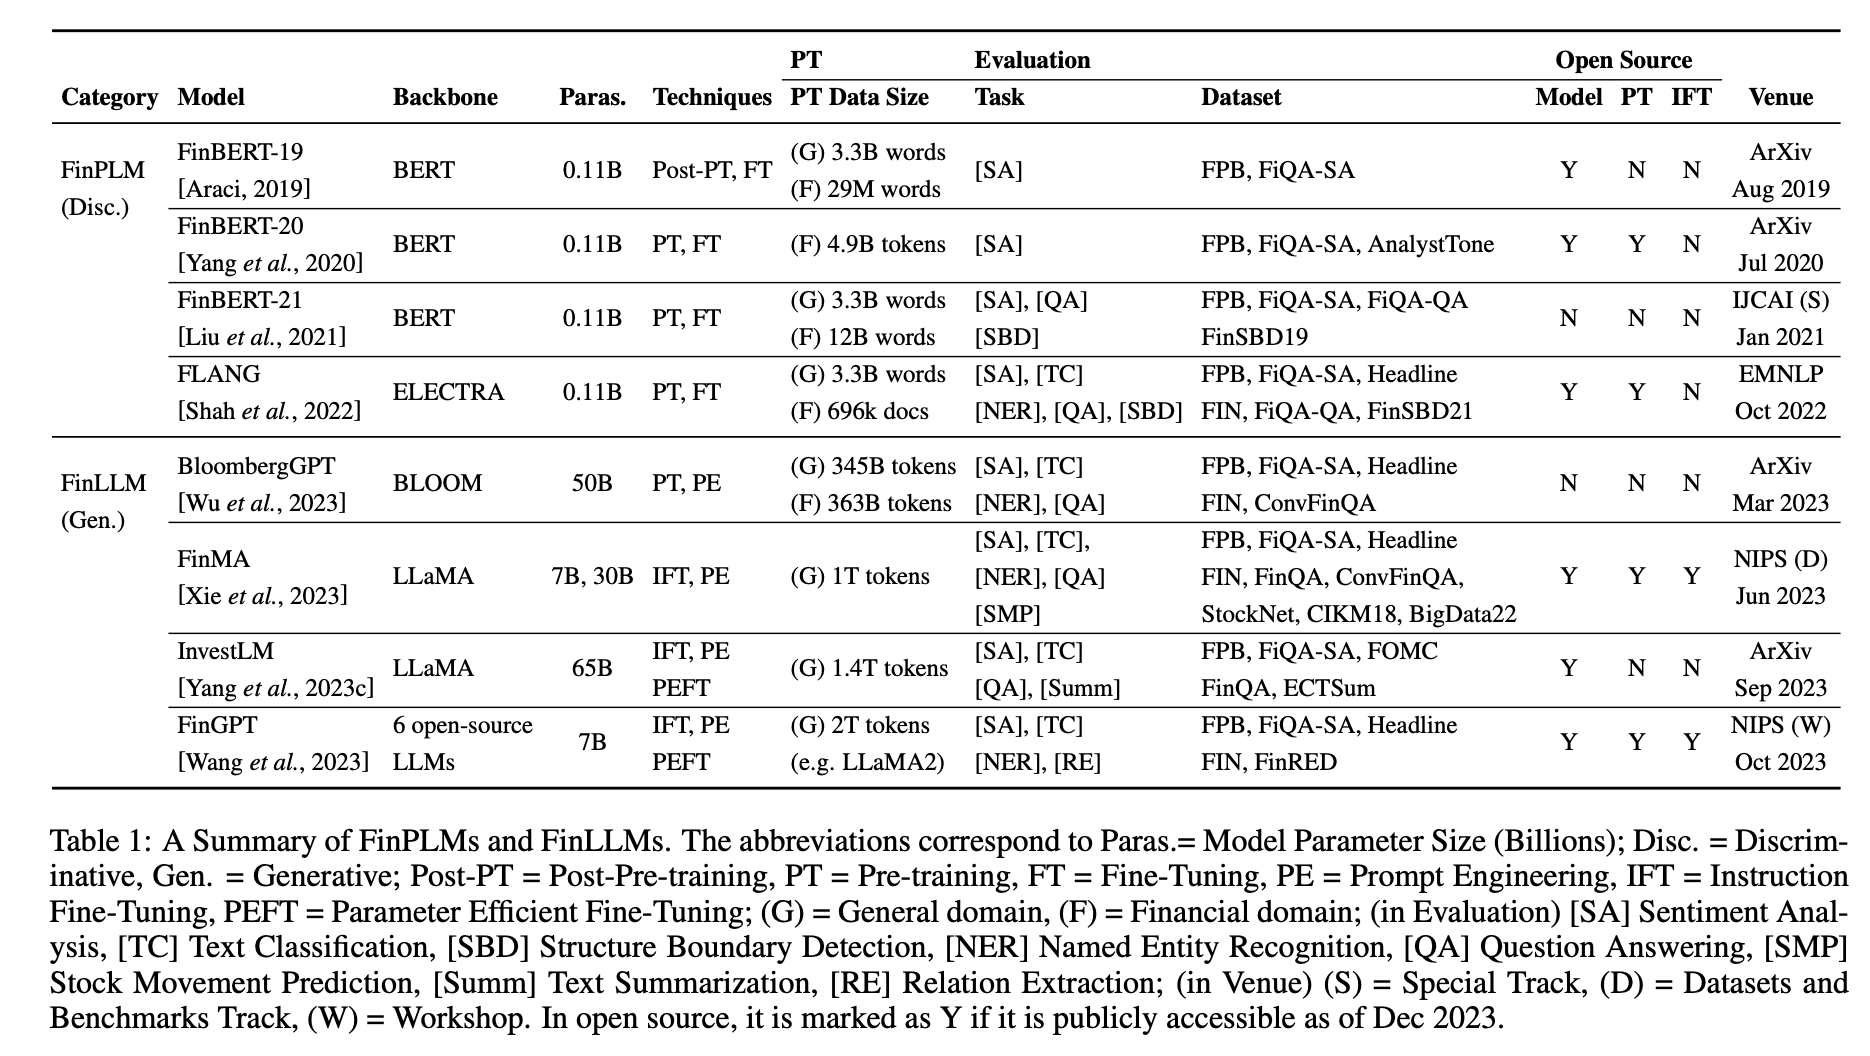 PT Evaluation Open Source
Category Model Backbone Paras. Techniques PT Data Size Task Dataset Model PT IFT Venue
FinPLM (Disc.) FinBERT-19 [Araci, 2019] BERT 0.11B Post-PT, FT (G) 3.3B words (F) 29M words [SA] FPB, FiQA-SA Y N N ArXiv Aug 2019
FinBERT-20 [Yang et al., 2020] BERT 0.11B PT, FT (F) 4.9B tokens [SA] FPB, FiQA-SA, AnalystTone Y Y N ArXiv Jul 2020
FinBERT-21 [Liu et al., 2021] BERT 0.11B PT, FT (G) 3.3B words (F) 12B words [SA], [QA] [SBD] FPB, FiQA-SA, FiQA-QA FinSBD19 N N N IJCAI (S) Jan 2021
FLANG [Shah et al., 2022] ELECTRA 0.11B PT, FT (G) 3.3B words (F) 696k docs [SA], [TC] [NER], [QA], [SBD] FPB, FiQA-SA, Headline FIN, FiQA-QA, FinSBD21 Y Y N EMNLP Oct 2022
FinLLM (Gen.) BloombergGPT [Wu et al., 2023] BLOOM 50B PT, PE (G) 345B tokens (F) 363B tokens [SA], [TC] [NER], [QA] FPB, FiQA-SA, Headline FIN, ConvFinQA N N N ArXiv Mar 2023
FinMA [Xie et al., 2023] LLaMA 7B, 30B IFT, PE (G) 1T tokens [SA], [TC], [NER], [QA] [SMP] FPB, FiQA-SA, Headline FIN, FinQA, ConvFinQA, StockNet, CIKM18, BigData22 Y Y Y NIPS (D) Jun 2023
InvestLM [Yang et al., 2023c] LLaMA 65B IFT, PE PEFT (G) 1.4T tokens [SA], [TC] [QA], [Summ] FPB, FiQA-SA, FOMC FinQA, ECTSum Y N N ArXiv Sep 2023
FinGPT [Wang et al., 2023] 6 open-source LLMs 7B IFT, PE PEFT (G) 2T tokens (e.g. LLaMA2) [SA], [TC] [NER], [RE] FPB, FiQA-SA, Headline FIN, FinRED Y Y Y NIPS (W) Oct 2023
Table 1: A Summary of FinPLMs and FinLLMs. The abbreviations correspond to Paras.= Model Parameter Size (Billions); Disc. = Discrim-
inative, Gen. = Generative; Post-PT = Post-Pre-training, PT = Pre-training, FT = Fine-Tuning, PE = Prompt Engineering, IFT = Instruction
Fine-Tuning, PEFT = Parameter Efficient Fine-Tuning; (G) = General domain, (F) = Financial domain; (in Evaluation) [SA] Sentiment Anal-
ysis, [TC] Text Classification, [SBD] Structure Boundary Detection, [NER] Named Entity Recognition, [QA] Question Answering, [SMP]
Stock Movement Prediction, [Summ] Text Summarization, [RE] Relation Extraction; (in Venue) (S) = Special Track, (D) = Datasets and
Benchmarks Track, (W) = Workshop. In open source, it is marked as Y if it is publicly accessible as of Dec 2023.